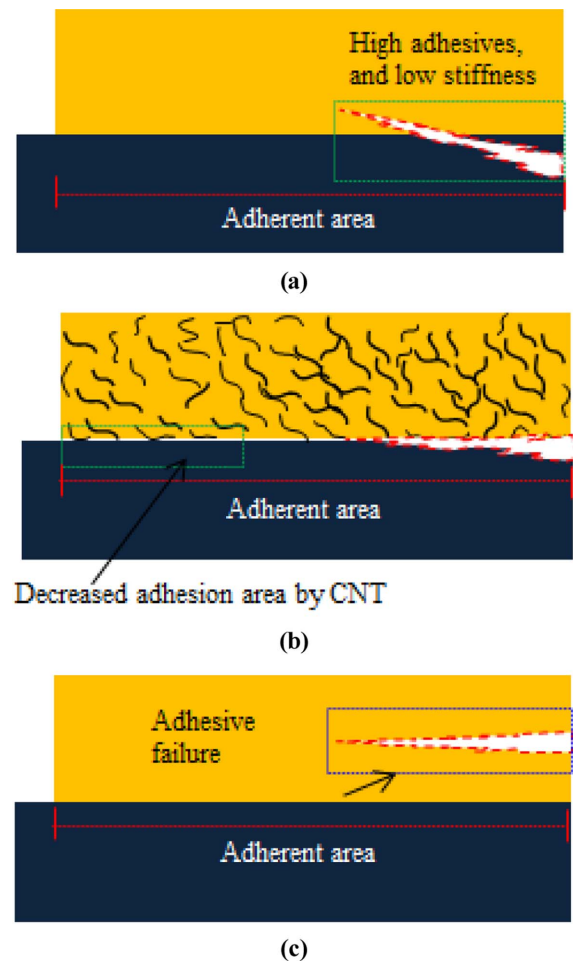 High adhesives,
and low stiffness
Adherent area
(a)
Adherent area
Decreased adhesion area by CNT
(b)
Adhesive
failure
Adherent area
(c)